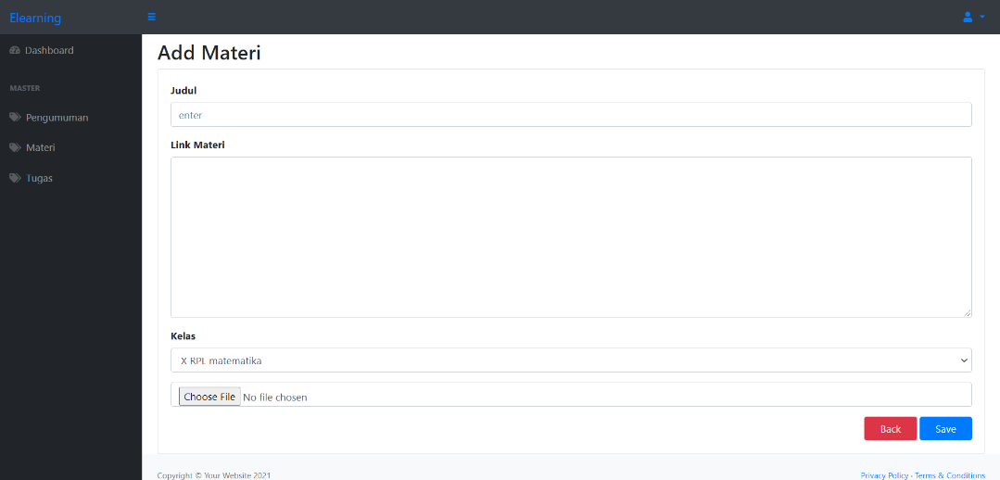 Elearning
Dashboard
MASTER
Pengumuman
Materi
Tugas
Add Materi
Judul
enter
Link Materi
Kelas
X RPL matematika
Choose File No file chosen
Back Save
Copyright © Your Website 2021
Privacy Policy · Terms & Conditions